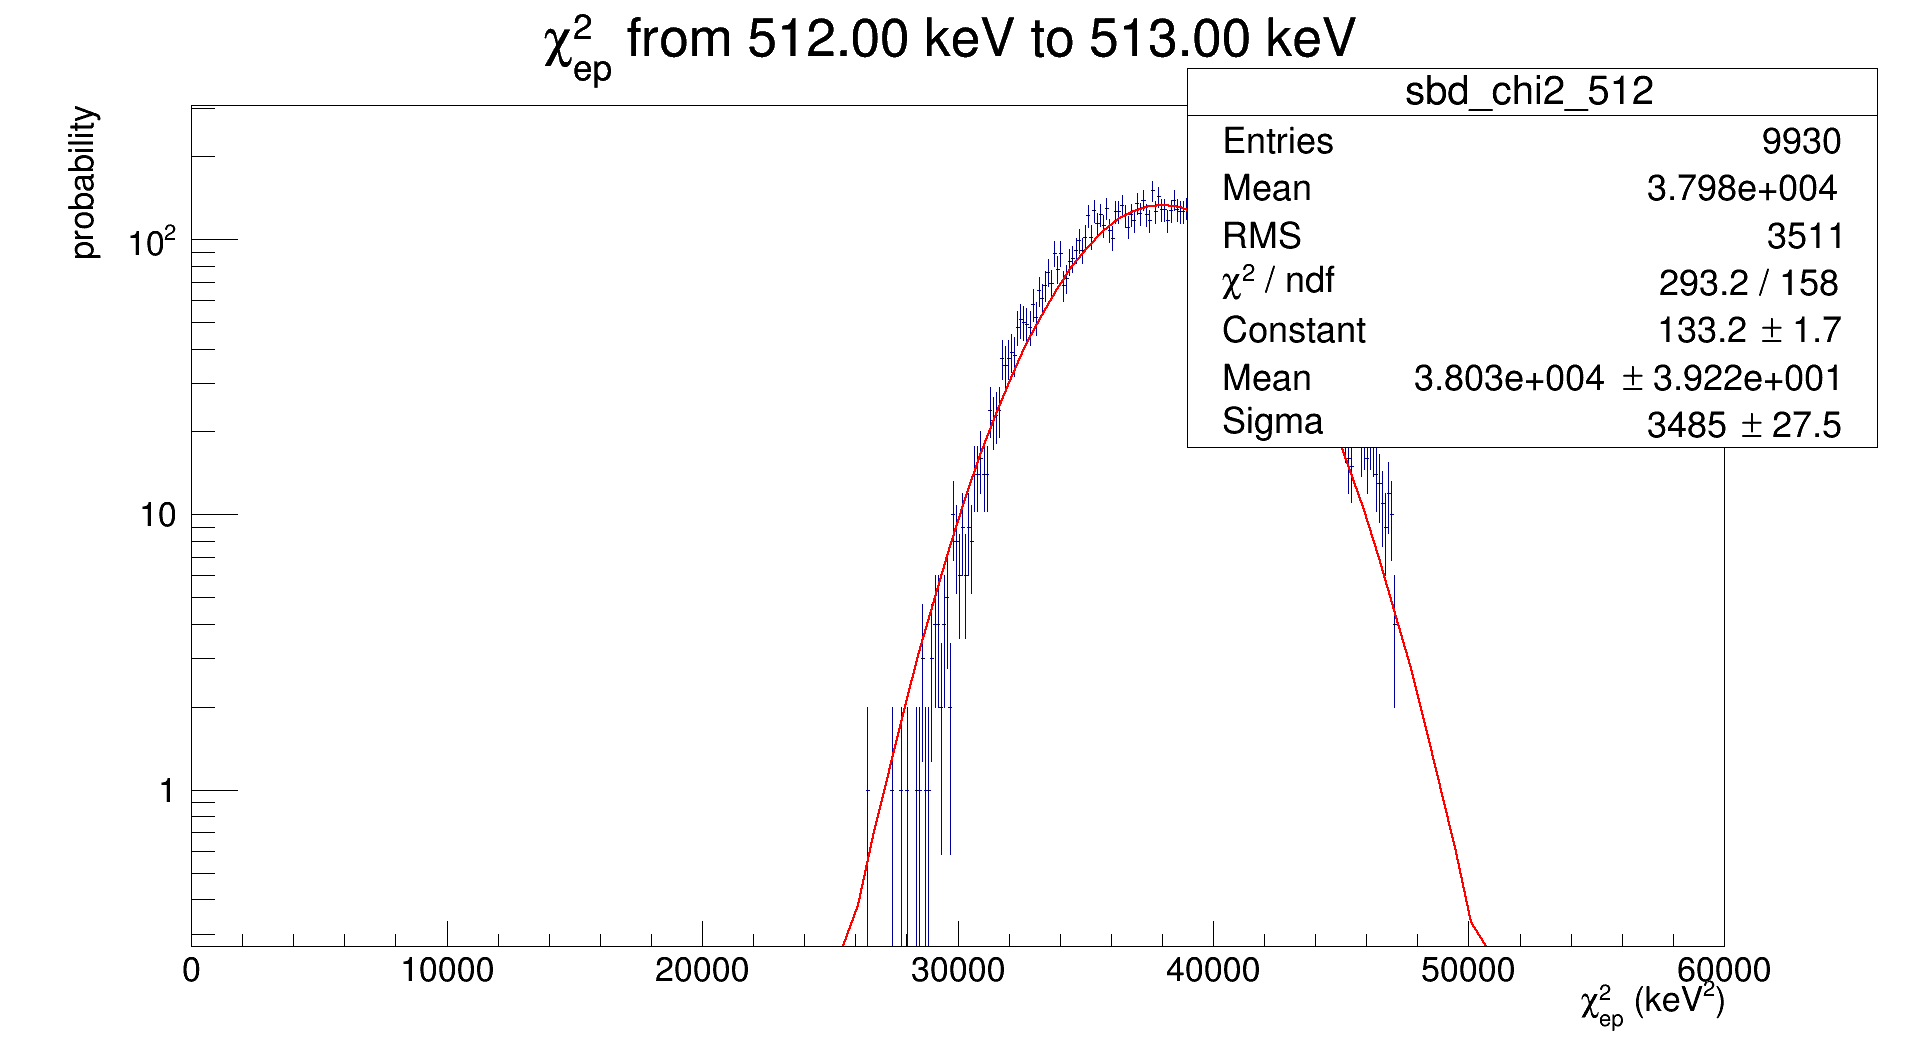 χ²ep from 512.00 keV to 513.00 keV
sbd_chi2_512
Entries 9930
Mean 3.798e+004
RMS 3511
χ² / ndf 293.2 / 158
Constant 133.2 ± 1.7
Mean 3.803e+004 ± 3.922e+001
Sigma 3485 ± 27.5
probability
10²
10
1
0 10000 20000 30000 40000 50000 60000
χ²ep (keV²)